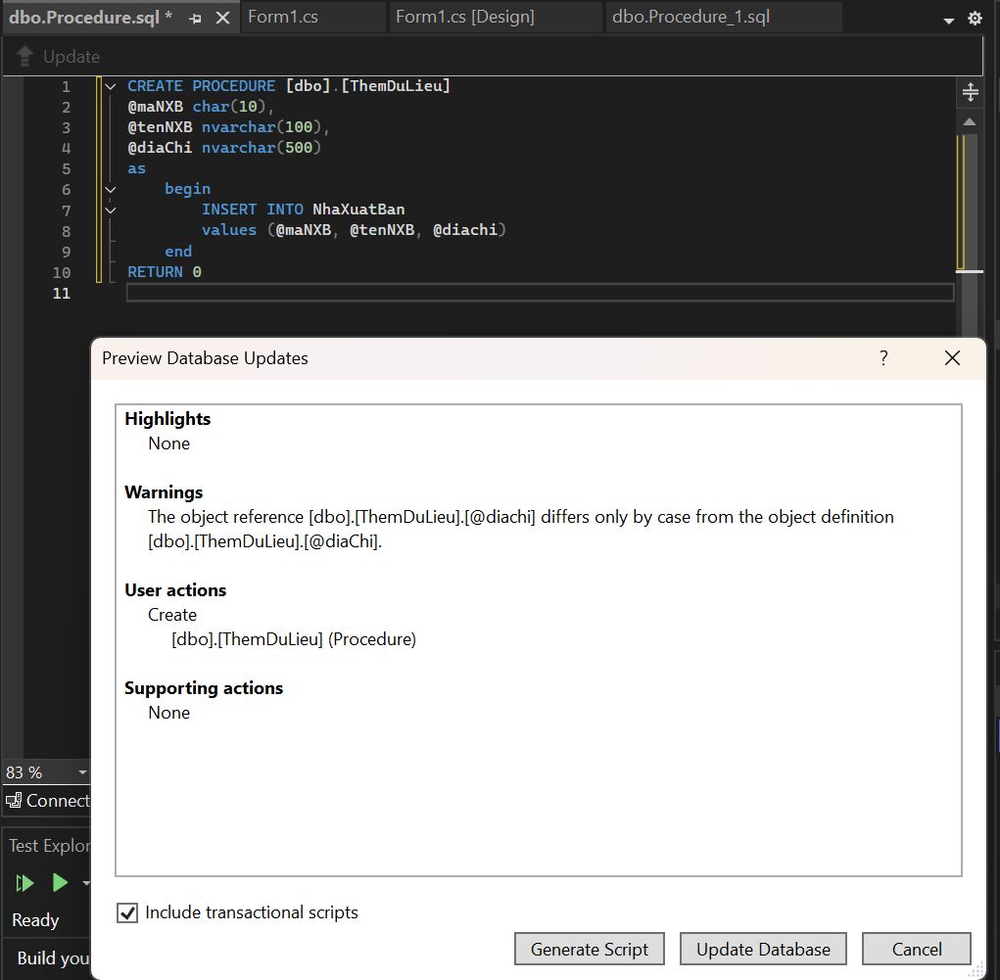 dbo.Procedure.sql *
Form1.cs
Form1.cs [Design]
dbo.Procedure_1.sql
Update
1 CREATE PROCEDURE [dbo].[ThemDuLieu]
2 @maNXB char(10),
3 @tenNXB nvarchar(100),
4 @diaChi nvarchar(500)
5 as
6 begin
7 INSERT INTO NhaXuatBan
8 values (@maNXB, @tenNXB, @diachi)
9 end
10 RETURN 0
11
Preview Database Updates ?
Highlights
None
Warnings
The object reference [dbo].[ThemDuLieu].[@diachi] differs only by case from the object definition
[dbo].[ThemDuLieu].[@diaChi].
User actions
Create
[dbo].[ThemDuLieu] (Procedure)
Supporting actions
None
83 %
Connect
Test Explor
Ready
Build you
Include transactional scripts
Generate Script
Update Database
Cancel